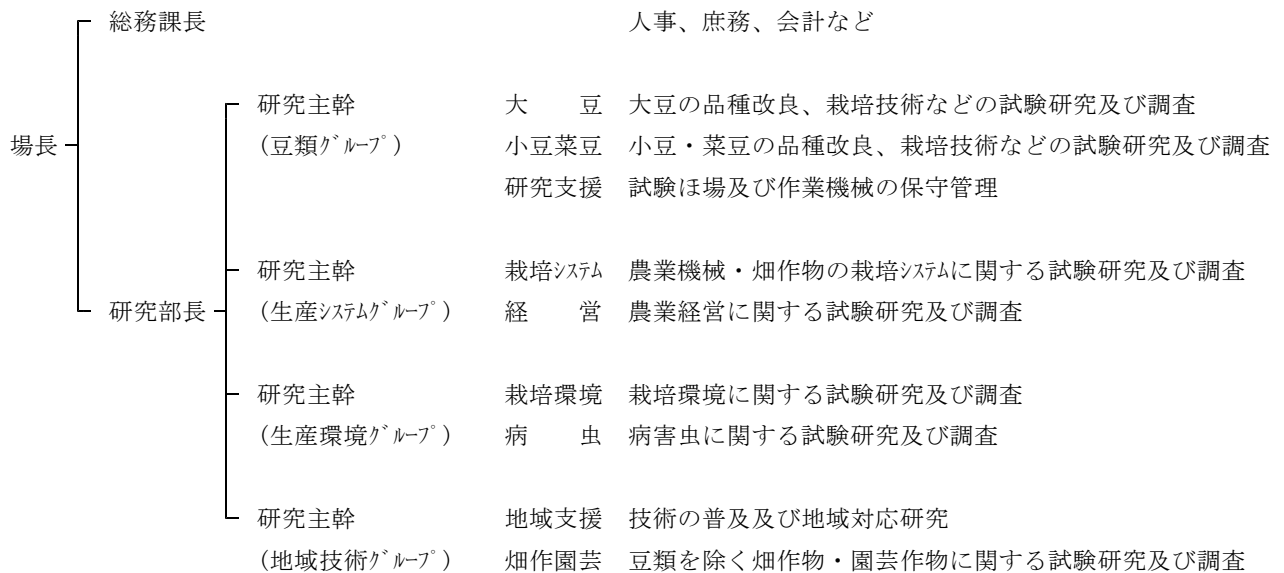 総務課長 人事、庶務、会計など
研究主幹 大　　豆 大豆の品種改良、栽培技術などの試験研究及び調査
場長 (豆類ｸﾞﾙｰﾌﾟ) 小豆菜豆 小豆・菜豆の品種改良、栽培技術などの試験研究及び調査
研究支援 試験ほ場及び作業機械の保守管理
研究主幹 栽培ｼｽﾃﾑ 農業機械・畑作物の栽培ｼｽﾃﾑに関する試験研究及び調査
研究部長 (生産ｼｽﾃﾑｸﾞﾙｰﾌﾟ) 経　　営 農業経営に関する試験研究及び調査
研究主幹 栽培環境 栽培環境に関する試験研究及び調査
(生産環境ｸﾞﾙｰﾌﾟ) 病　　虫 病害虫に関する試験研究及び調査
研究主幹 地域支援 技術の普及及び地域対応研究
(地域技術ｸﾞﾙｰﾌﾟ) 畑作園芸 豆類を除く畑作物・園芸作物に関する試験研究及び調査